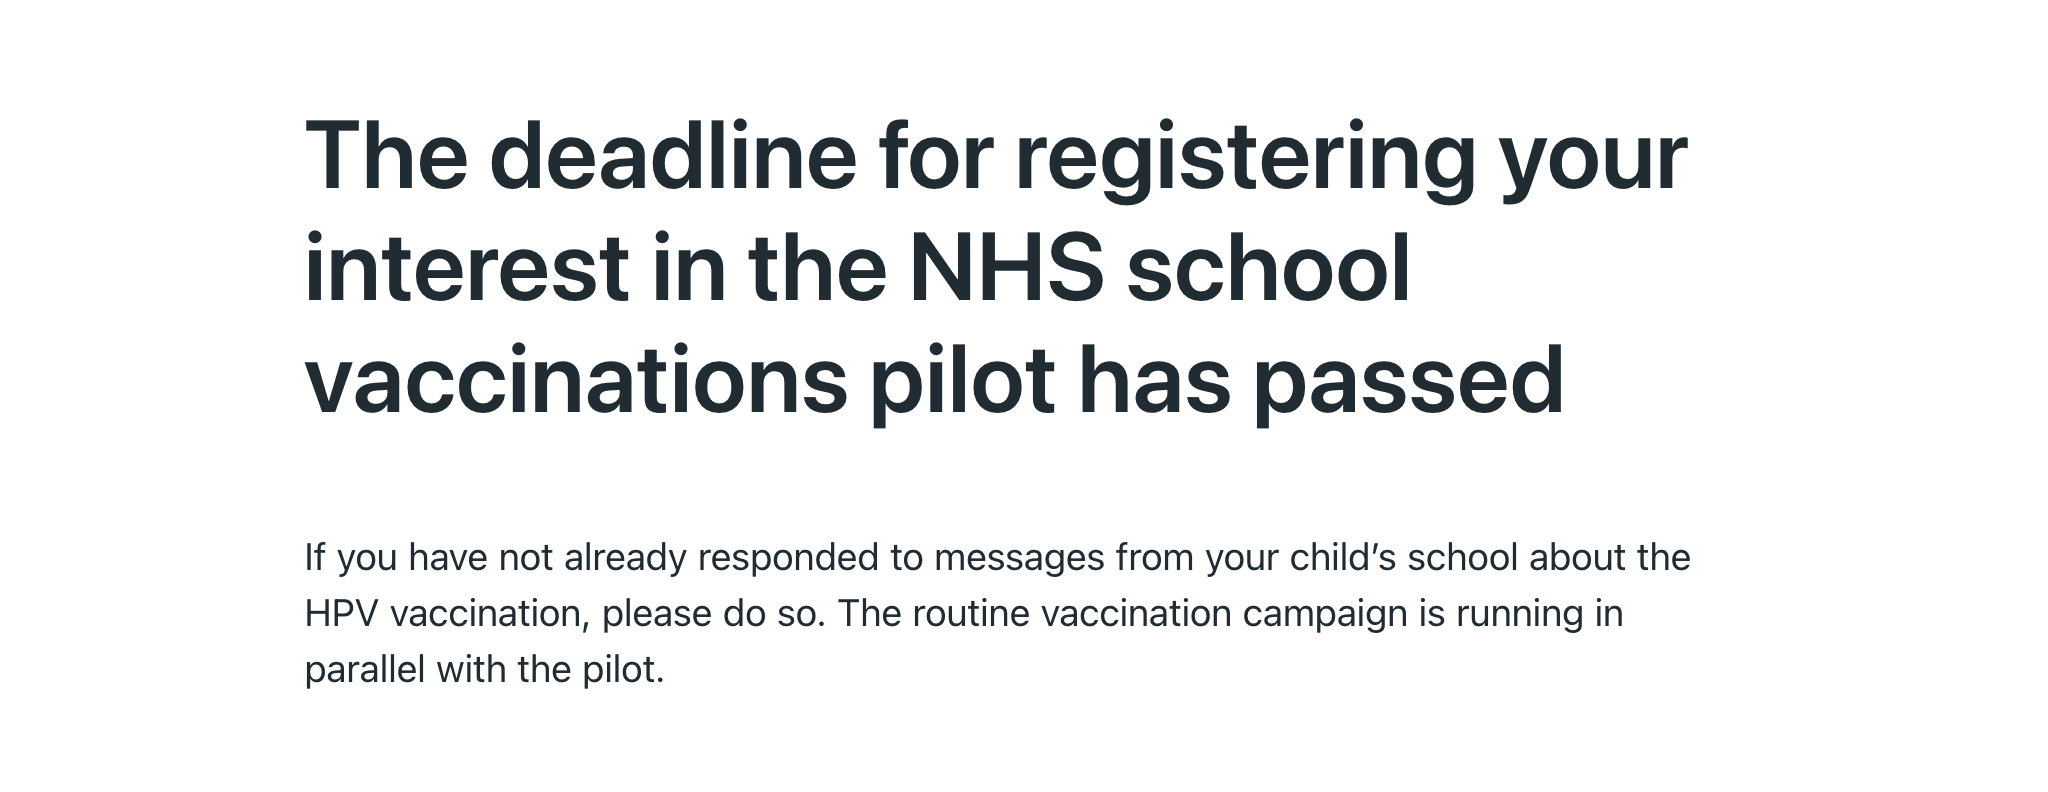 The deadline for registering your
interest in the NHS school
vaccinations pilot has passed
If you have not already responded to messages from your child’s school about the
HPV vaccination, please do so. The routine vaccination campaign is running in
parallel with the pilot.